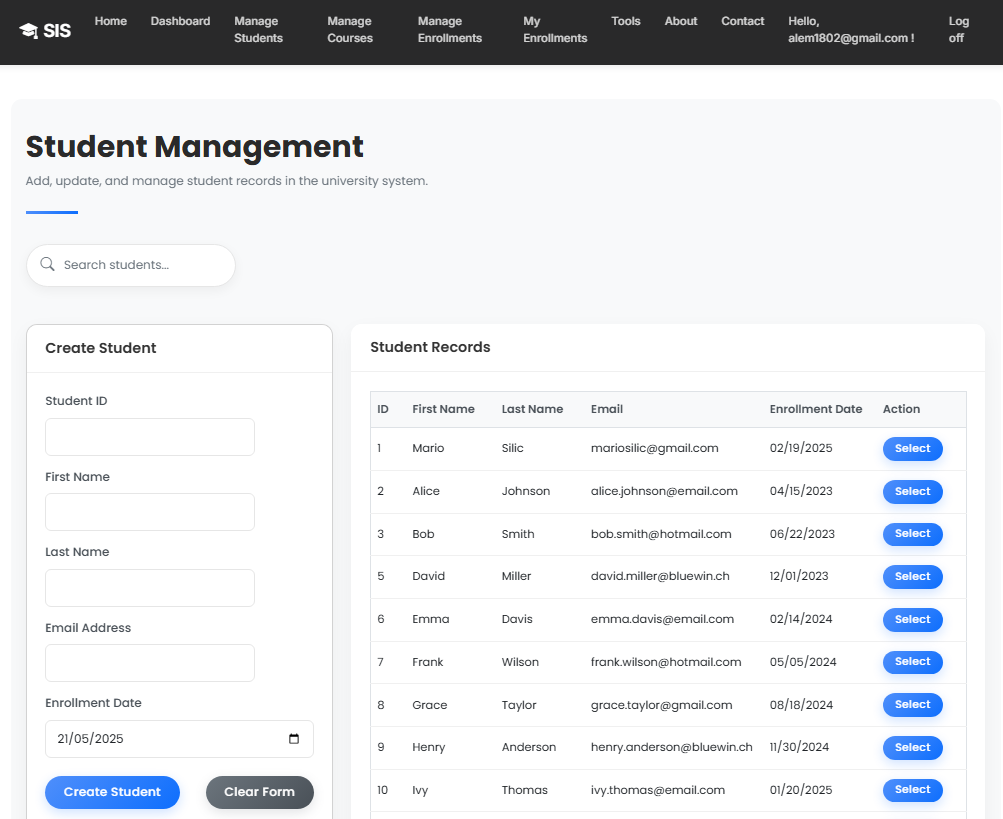 SIS
Home Dashboard Manage Students Manage Courses Manage Enrollments My Enrollments Tools About Contact Hello, alem1802@gmail.com ! Log off
Student Management
Add, update, and manage student records in the university system.
Search students...
Create Student
Student ID
First Name
Last Name
Email Address
Enrollment Date
21/05/2025
Create Student Clear Form
Student Records
ID First Name Last Name Email Enrollment Date Action
1 Mario Silic mariosilic@gmail.com 02/19/2025 Select
2 Alice Johnson alice.johnson@email.com 04/15/2023 Select
3 Bob Smith bob.smith@hotmail.com 06/22/2023 Select
5 David Miller david.miller@bluewin.ch 12/01/2023 Select
6 Emma Davis emma.davis@email.com 02/14/2024 Select
7 Frank Wilson frank.wilson@hotmail.com 05/05/2024 Select
8 Grace Taylor grace.taylor@gmail.com 08/18/2024 Select
9 Henry Anderson henry.anderson@bluewin.ch 11/30/2024 Select
10 Ivy Thomas ivy.thomas@email.com 01/20/2025 Select